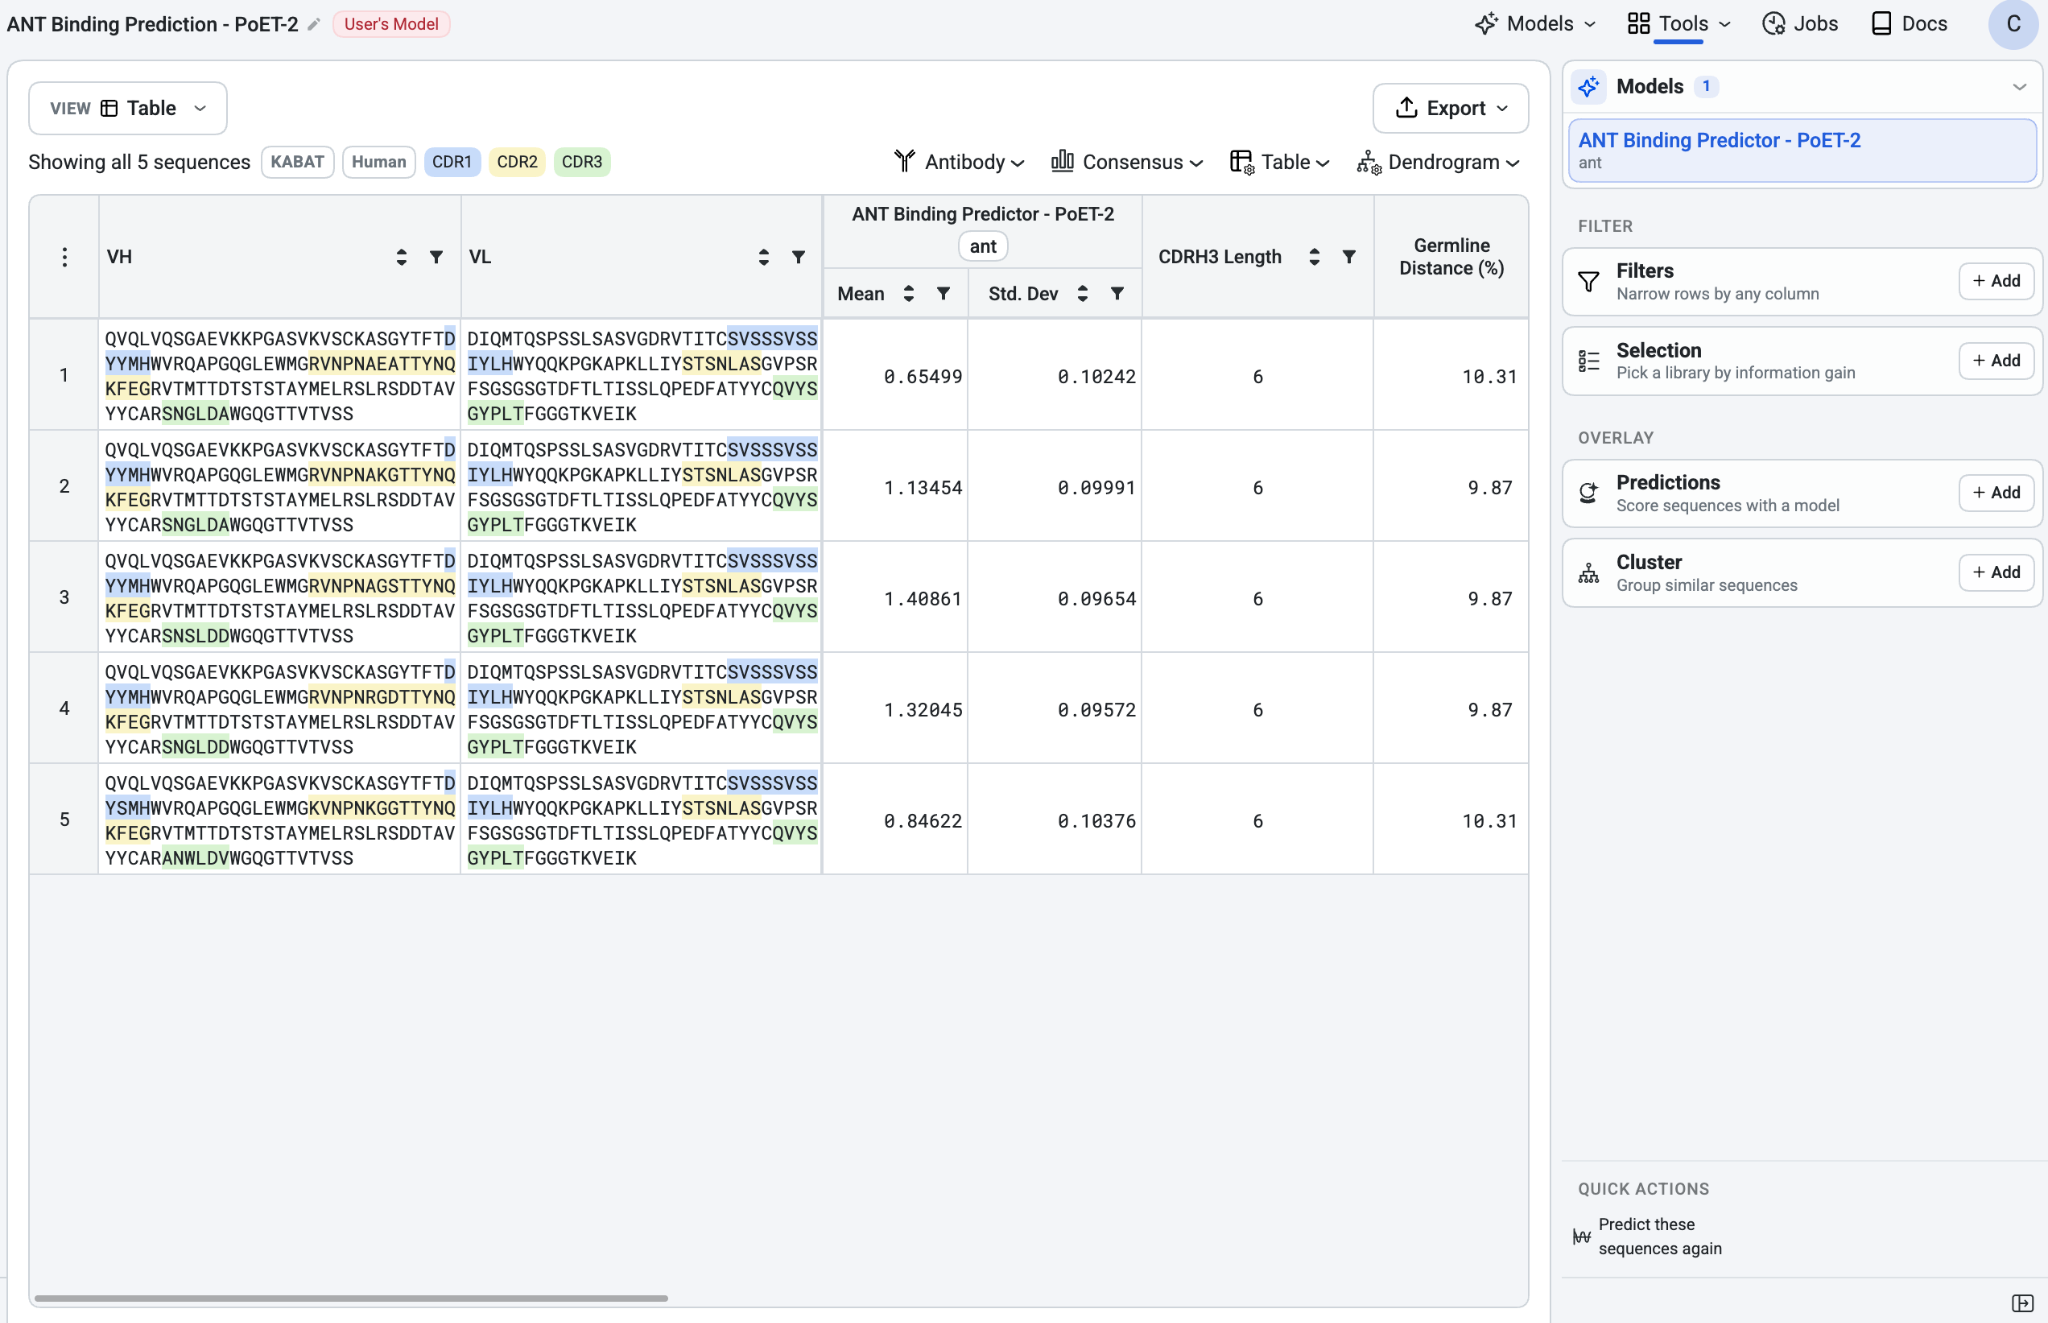 ANT Binding Prediction - PoET-2 User's Model
Models Tools Jobs Docs C
VIEW Table
Export
Showing all 5 sequences KABAT Human CDR1 CDR2 CDR3
Antibody Consensus Table Dendrogram
VH VL
ANT Binding Predictor - PoET-2
ant
Mean Std. Dev
CDRH3 Length
Germline
Distance (%)
1
QVQLVQSGAEVKKPGASVKVSCKASGYTFTD
YYMHWVRQAPGQGLEWMGRVNPNAEATTYNQ
KFEGRVTMTTDTSTSTAYMELRSLRSDDTAV
YYCARSNGLDAWGQGTTVTVSS
DIQMTQSPSSLSASVGDRVTITCSVSSSVSS
IYLHWYQQKPGKAPKLLIYSTSNLASGVPSR
FSGSGSGTDFTLTISSLQPEDFATYYCQVYS
GYPLTFGGGTKVEIK
0.65499 0.10242 6 10.31
2
QVQLVQSGAEVKKPGASVKVSCKASGYTFTD
YYMHWVRQAPGQGLEWMGRVNPNAKGTTYNQ
KFEGRVTMTTDTSTSTAYMELRSLRSDDTAV
YYCARSNGLDAWGQGTTVTVSS
DIQMTQSPSSLSASVGDRVTITCSVSSSVSS
IYLHWYQQKPGKAPKLLIYSTSNLASGVPSR
FSGSGSGTDFTLTISSLQPEDFATYYCQVYS
GYPLTFGGGTKVEIK
1.13454 0.09991 6 9.87
3
QVQLVQSGAEVKKPGASVKVSCKASGYTFTD
YYMHWVRQAPGQGLEWMGRVNPNAGSTTYNQ
KFEGRVTMTTDTSTSTAYMELRSLRSDDTAV
YYCARSNSLDDWGQGTTVTVSS
DIQMTQSPSSLSASVGDRVTITCSVSSSVSS
IYLHWYQQKPGKAPKLLIYSTSNLASGVPSR
FSGSGSGTDFTLTISSLQPEDFATYYCQVYS
GYPLTFGGGTKVEIK
1.40861 0.09654 6 9.87
4
QVQLVQSGAEVKKPGASVKVSCKASGYTFTD
YYMHWVRQAPGQGLEWMGRVNPNRGDTTYNQ
KFEGRVTMTTDTSTSTAYMELRSLRSDDTAV
YYCARSNGLDDWGQGTTVTVSS
DIQMTQSPSSLSASVGDRVTITCSVSSSVSS
IYLHWYQQKPGKAPKLLIYSTSNLASGVPSR
FSGSGSGTDFTLTISSLQPEDFATYYCQVYS
GYPLTFGGGTKVEIK
1.32045 0.09572 6 9.87
5
QVQLVQSGAEVKKPGASVKVSCKASGYTFTD
YSMHWVRQAPGQGLEWMGKVNPNKGGTTYNQ
KFEGRVTMTTDTSTSTAYMELRSLRSDDTAV
YYCARANWLDVWGQGTTVTVSS
DIQMTQSPSSLSASVGDRVTITCSVSSSVSS
IYLHWYQQKPGKAPKLLIYSTSNLASGVPSR
FSGSGSGTDFTLTISSLQPEDFATYYCQVYS
GYPLTFGGGTKVEIK
0.84622 0.10376 6 10.31
Models 1
ANT Binding Predictor - PoET-2
ant
FILTER
Filters
Narrow rows by any column
+ Add
Selection
Pick a library by information gain
+ Add
OVERLAY
Predictions
Score sequences with a model
+ Add
Cluster
Group similar sequences
+ Add
QUICK ACTIONS
Predict these
sequences again